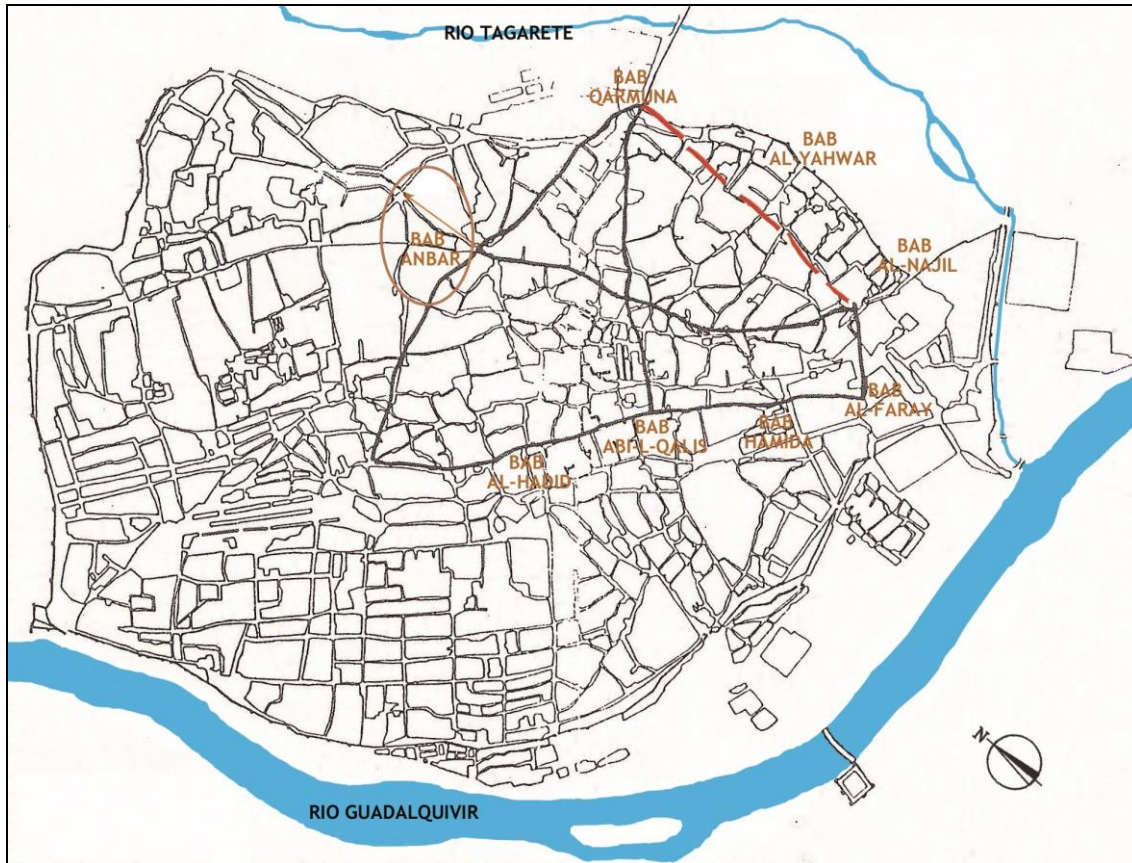 RIO TAGARETE
BAB
QARMUNA
BAB
AL-YAHWAR
BAB
ANBAR
BAB
AL-NAJIL
BAB
AL-FARAY
BAB
HAMIDA
BAB
ABI-L-QALIS
BAB
AL-HADID
N
RIO GUADALQUIVIR